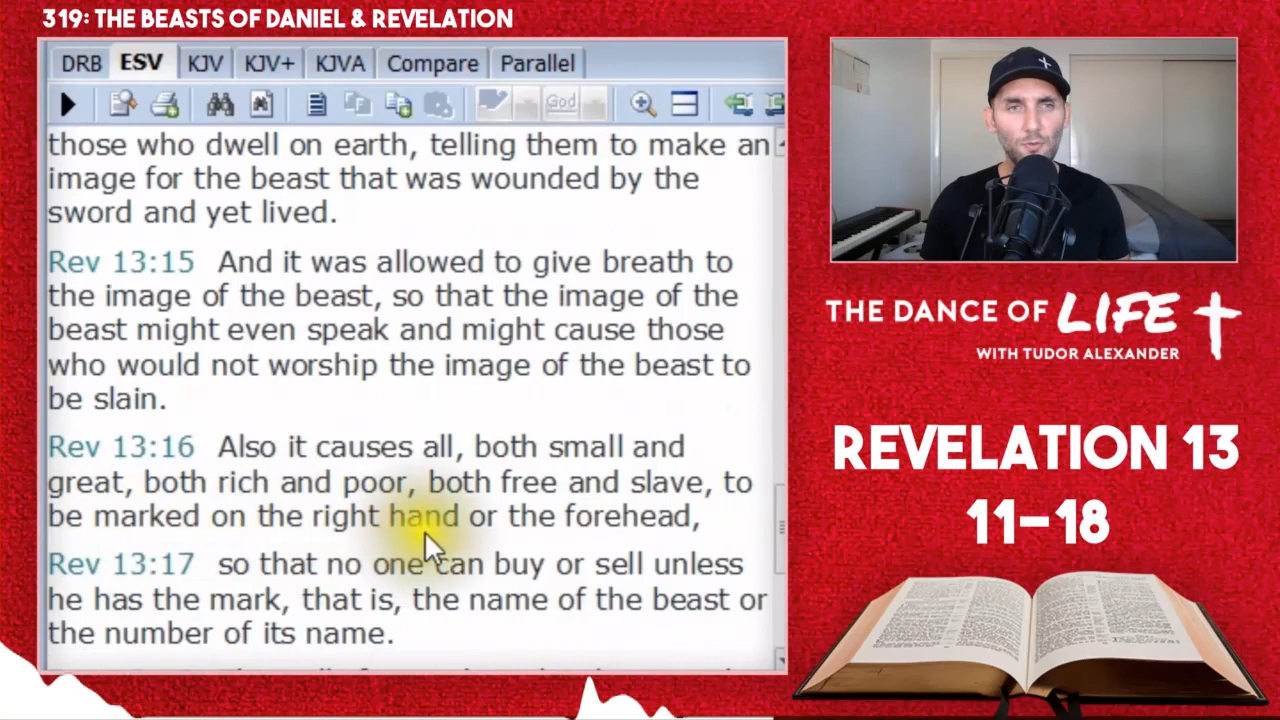 319: THE BEASTS OF DANIEL & REVELATION
DRB ESV KJV KJV+ KJVA Compare Parallel
God
those who dwell on earth, telling them to make an
image for the beast that was wounded by the
sword and yet lived.
Rev 13:15 And it was allowed to give breath to
the image of the beast, so that the image of the
beast might even speak and might cause those
who would not worship the image of the beast to
be slain.
Rev 13:16 Also it causes all, both small and
great, both rich and poor, both free and slave, to
be marked on the right hand or the forehead,
Rev 13:17 so that no one can buy or sell unless
he has the mark, that is, the name of the beast or
the number of its name.
THE DANCE OF LIFE
WITH TUDOR ALEXANDER
REVELATION 13
11-18